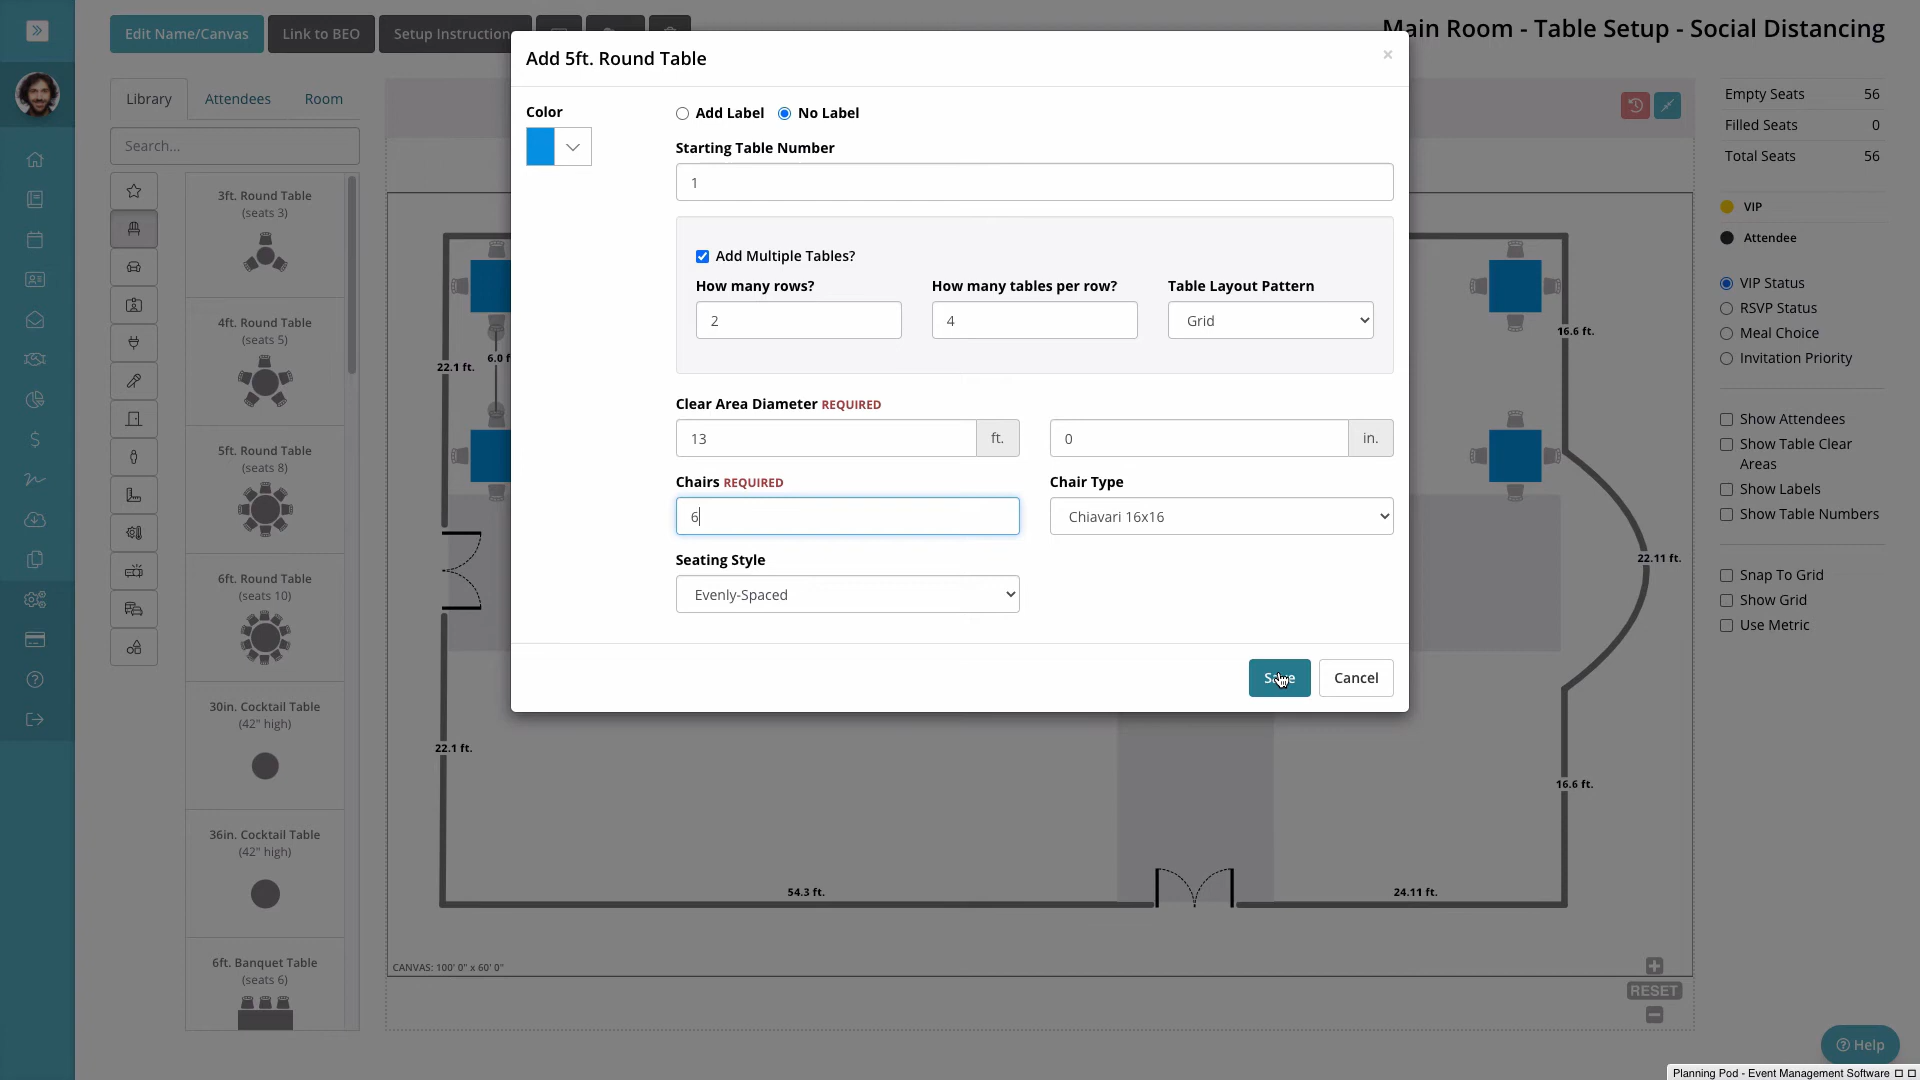 Edit Name/Canvas
Link to BEO
Setup Instruction
Main Room - Table Setup - Social Distancing
Library
Attendees
Room
Search...
3ft. Round Table
(seats 3)
4ft. Round Table
(seats 5)
5ft. Round Table
(seats 8)
6ft. Round Table
(seats 10)
30in. Cocktail Table
(42" high)
36in. Cocktail Table
(42" high)
6ft. Banquet Table
(seats 6)
Add 5ft. Round Table
×
Color
Add Label
No Label
Starting Table Number
1
Add Multiple Tables?
How many rows?
How many tables per row?
Table Layout Pattern
2
4
Grid
Clear Area Diameter REQUIRED
13
ft.
0
in.
Chairs REQUIRED
Chair Type
6
Chiavari 16x16
Seating Style
Evenly-Spaced
Save
Cancel
22.1 ft.
6.0 f
22.1 ft.
54.3 ft.
24.11 ft.
16.6 ft.
22.11 ft.
16.6 ft.
CANVAS: 100' 0" x 60' 0"
RESET
Empty Seats 56
Filled Seats 0
Total Seats 56
VIP
Attendee
VIP Status
RSVP Status
Meal Choice
Invitation Priority
Show Attendees
Show Table Clear
Areas
Show Labels
Show Table Numbers
Snap To Grid
Show Grid
Use Metric
Help
Planning Pod - Event Management Software